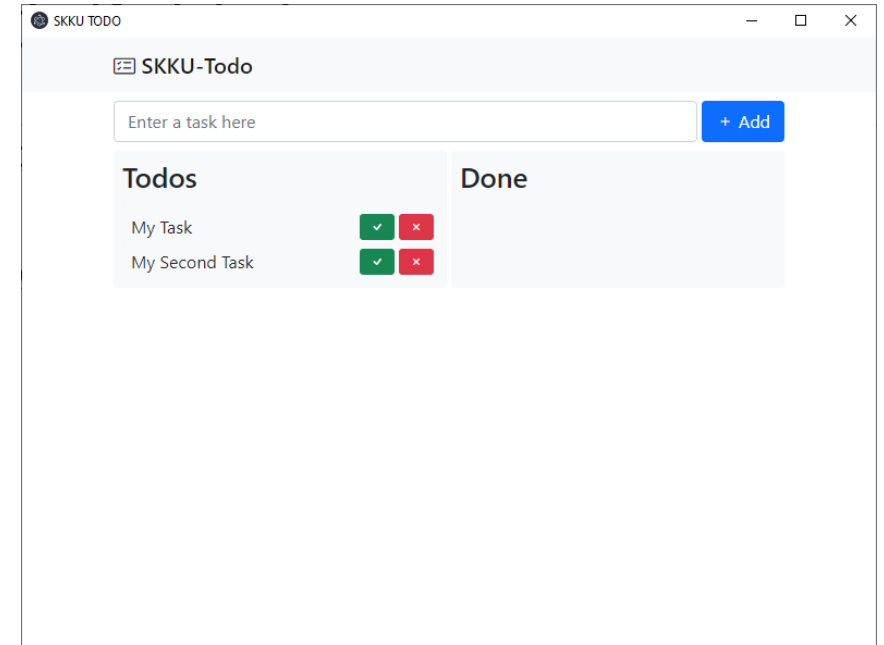 SKKU TODO
SKKU-Todo
Enter a task here
+ Add
Todos
My Task
My Second Task
Done